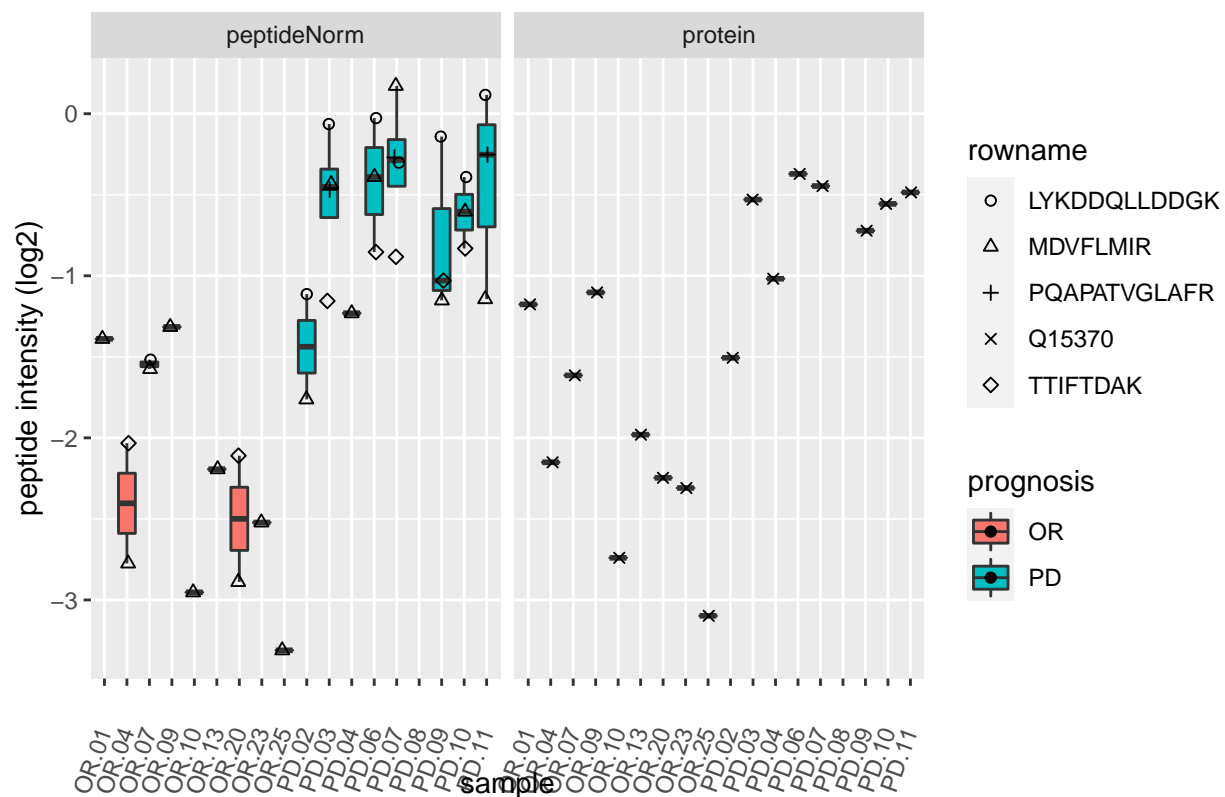 peptideNorm
protein
peptide intensity (log2)
0
−1
−2
−3
OR.01
OR.04
OR.07
OR.09
OR.10
OR.13
OR.20
OR.23
OR.25
PD.02
PD.03
PD.04
PD.06
PD.07
PD.08
PD.09
PD.10
PD.11
OR.01
OR.04
OR.07
OR.09
OR.10
OR.13
OR.20
OR.23
OR.25
PD.02
PD.03
PD.04
PD.06
PD.07
PD.08
PD.09
PD.10
PD.11
sample
rowname
LYKDDQLLDDGK
MDVFLMIR
PQAPATVGLAFR
Q15370
TTIFTDAK
prognosis
OR
PD